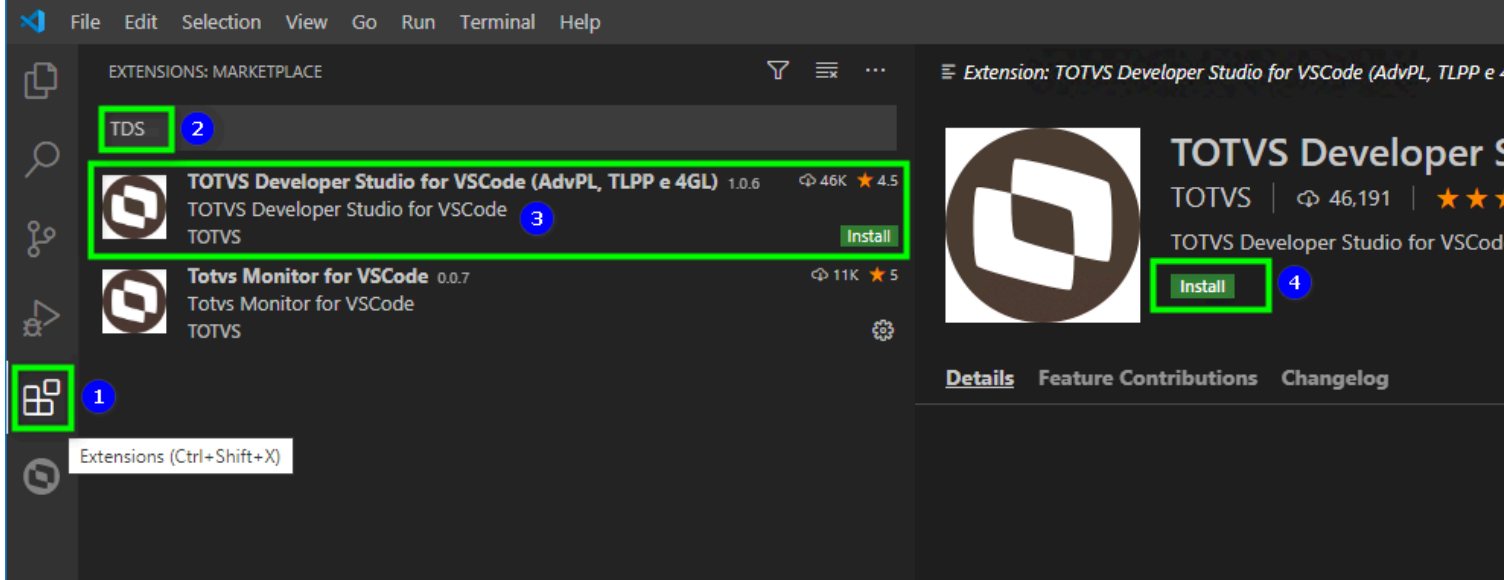 File Edit Selection View Go Run Terminal Help
EXTENSIONS: MARKETPLACE
TDS 2
TOTVS Developer Studio for VSCode (AdvPL, TLPP e 4GL) 1.0.6 46K ★ 4.5
TOTVS Developer Studio for VSCode 3
TOTVS Install
Totvs Monitor for VSCode 0.0.7 11K ★ 5
Totvs Monitor for VSCode
TOTVS
1
Extensions (Ctrl+Shift+X)
Extension: TOTVS Developer Studio for VSCode (AdvPL, TLPP e
TOTVS Developer
TOTVS 46,191 ★★
TOTVS Developer Studio for
Install 4
Details Feature Contributions Changelog